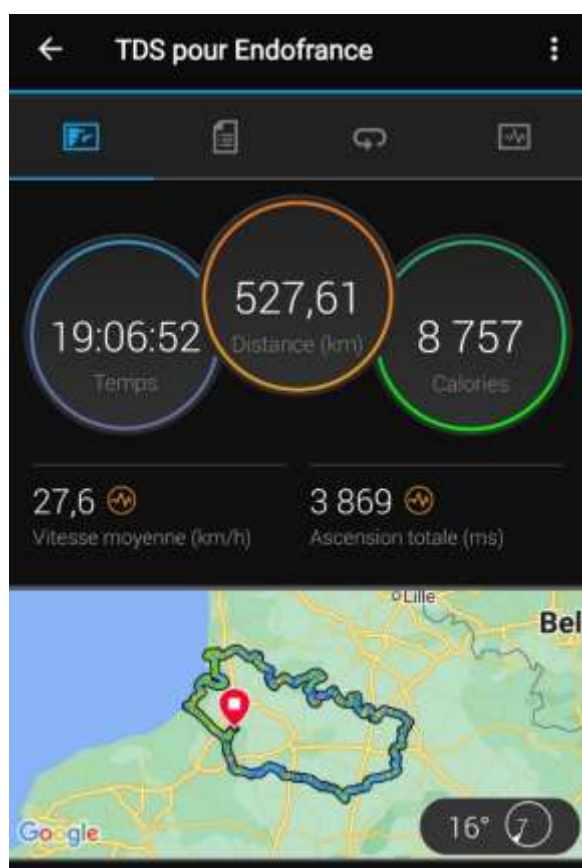 TDS pour Endofrance
527,61
Distance (km)
19:06:52
Temps
8 757
Calories
27,6
Vitesse moyenne (km/h)
3 869
Ascension totale (ms)
Lille
Bel
Google
16° 7